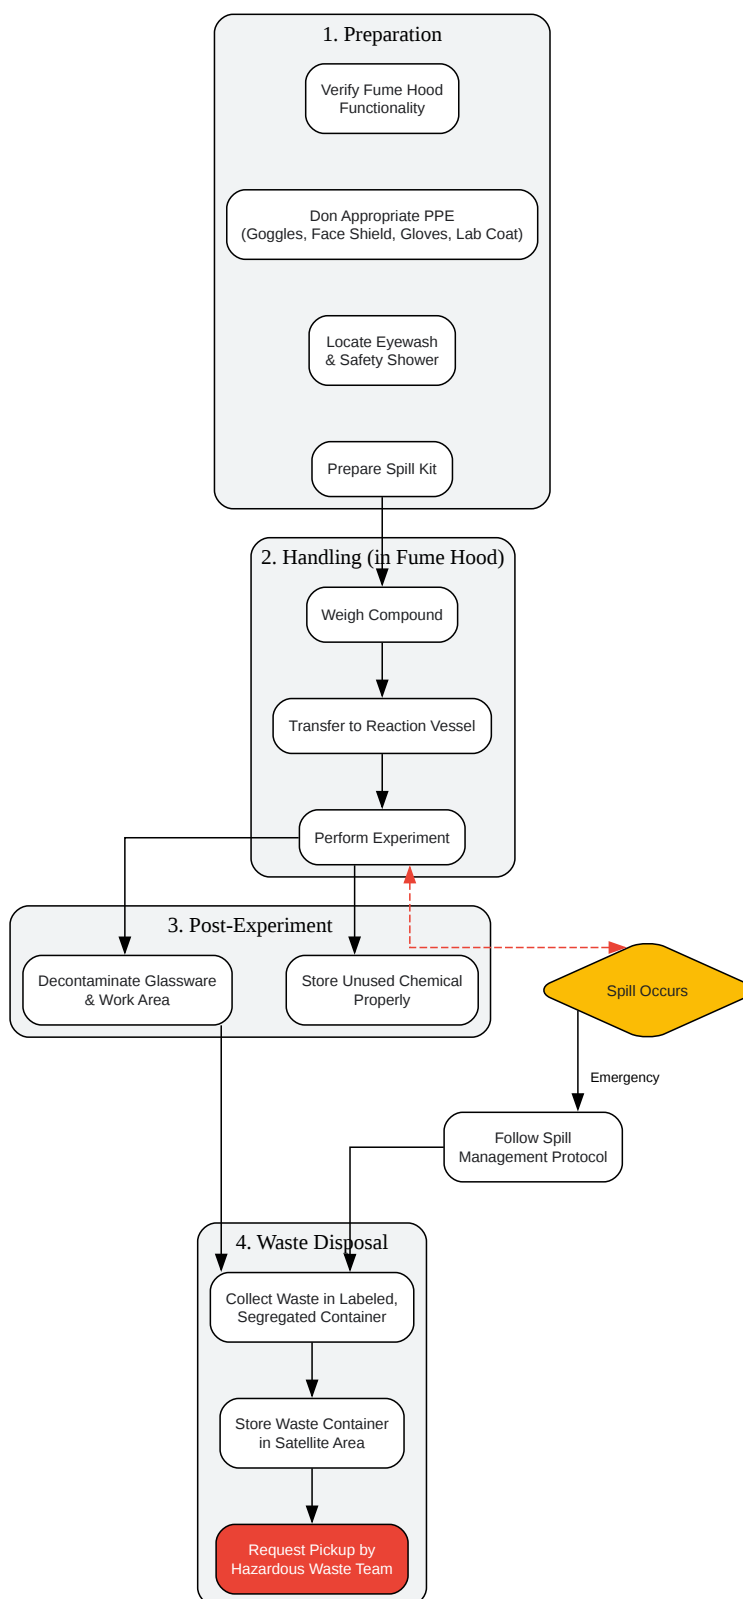 1. Preparation
Verify Fume Hood
Functionality
Don Appropriate PPE
(Goggles, Face Shield, Gloves, Lab Coat)
Locate Eyewash
& Safety Shower
Prepare Spill Kit
2. Handling (in Fume Hood)
Weigh Compound
Transfer to Reaction Vessel
Perform Experiment
3. Post-Experiment
Decontaminate Glassware
& Work Area
Store Unused Chemical
Properly
Spill Occurs
Emergency
Follow Spill
Management Protocol
4. Waste Disposal
Collect Waste in Labeled,
Segregated Container
Store Waste Container
in Satellite Area
Request Pickup by
Hazardous Waste Team